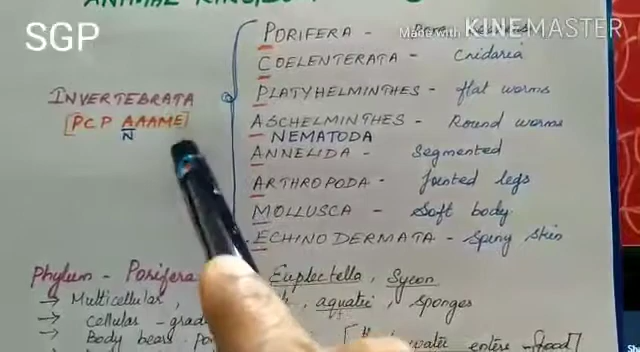 SGP
Made with KINEMASTER
ANIMAL
PORIFERA -
COELENTERATA - Cnidaria
INVERTEBRATA
PLATYHELMINTHES - flat worms
[PCP AAAME]
N
ASCHELMINTHES - Round worms
NEMATODA
ANNELIDA - Segmented
ARTHROPODA - Jointed legs
MOLLUSCA - Soft body
ECHINODERMATA - Spiny skin
Phylum - Porifera Euplectella, Sycon
→ Multicellular, aquatic, sponges
→ Cellular - 
→ Body bears water enters food]